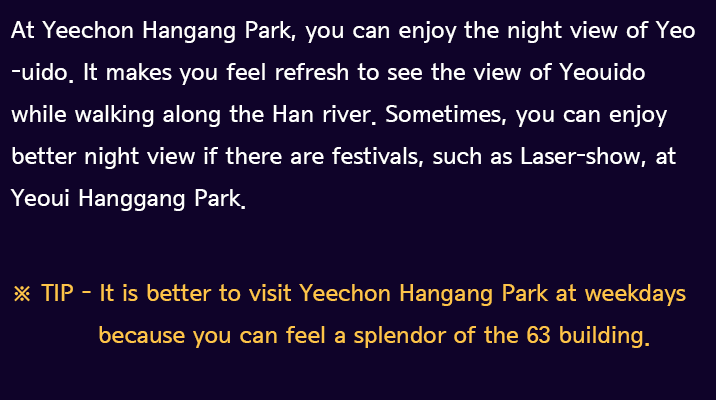 At Yeechon Hangang Park, you can enjoy the night view of Yeo
-uido. It makes you feel refresh to see the view of Yeouido
while walking along the Han river. Sometimes, you can enjoy
better night view if there are festivals, such as Laser-show, at
Yeoui Hanggang Park.
※ TIP - It is better to visit Yeechon Hangang Park at weekdays
because you can feel a splendor of the 63 building.